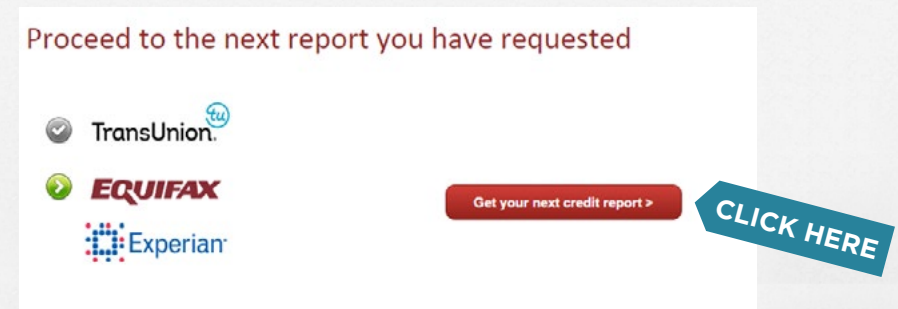 Proceed to the next report you have requested
tu
TransUnion.
EQUIFAX
Get your next credit report >
CLICK HERE
Experian